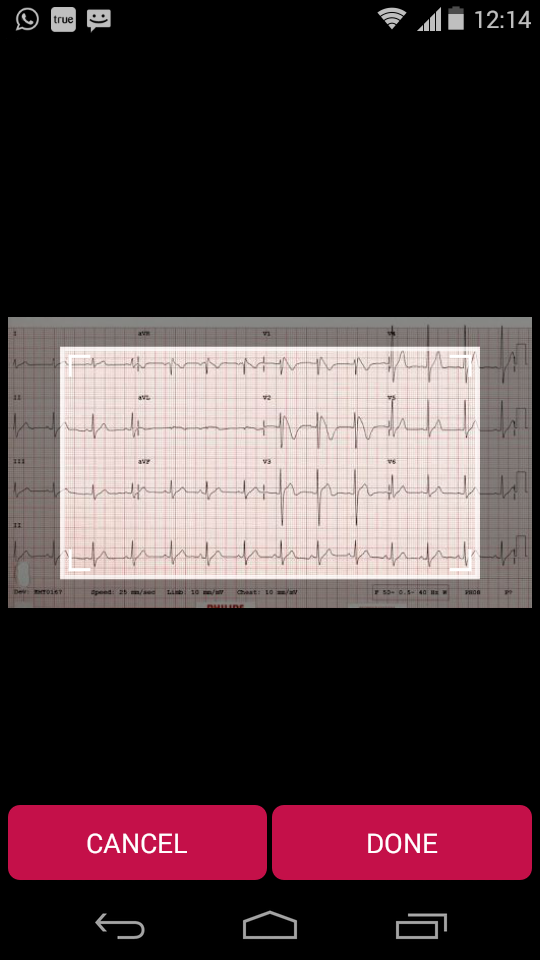 true
12:14
I aVR V1 V4
II aVL V2 V5
III aVF V3 V6
II
Speed: 25 mm/sec Limb: 10 mm/mV Chest: 10 mm/mV F 50~ 0.5- 40 Hz W
PHILIPS
CANCEL DONE